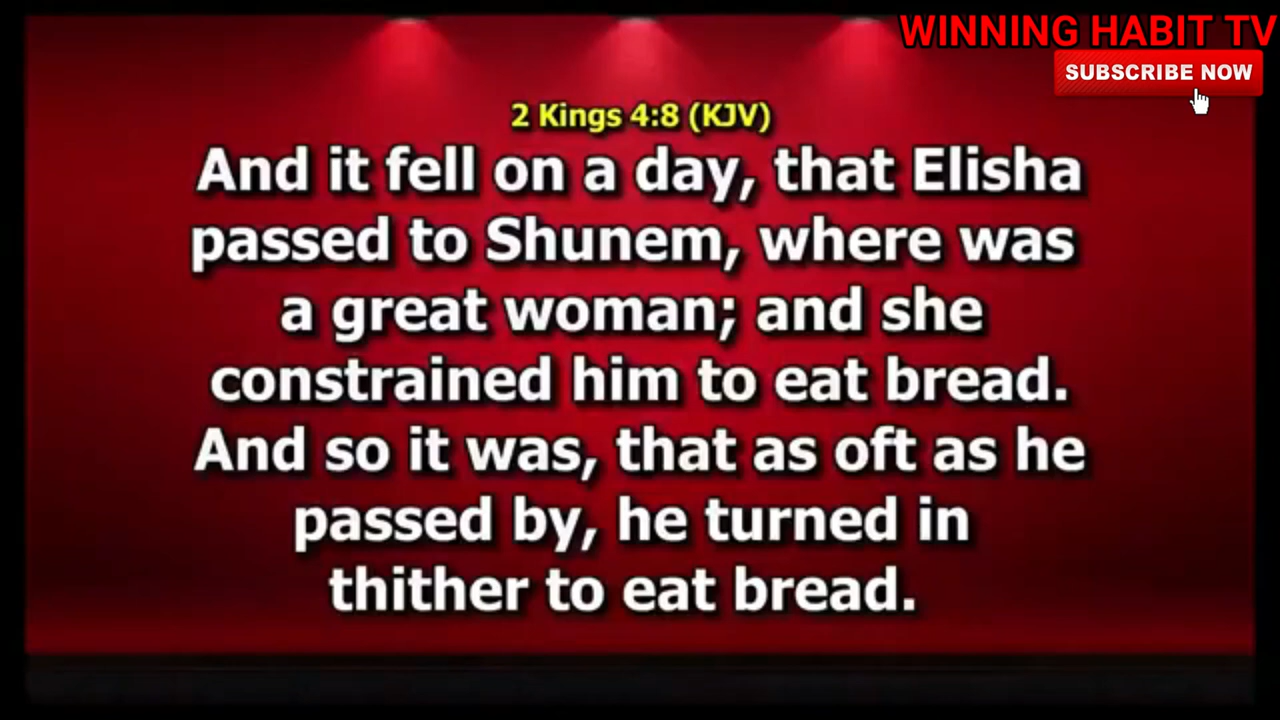 WINNING HABIT TV
SUBSCRIBE NOW
2 Kings 4:8 (KJV)
And it fell on a day, that Elisha
passed to Shunem, where was
a great woman; and she
constrained him to eat bread.
And so it was, that as oft as he
passed by, he turned in
thither to eat bread.